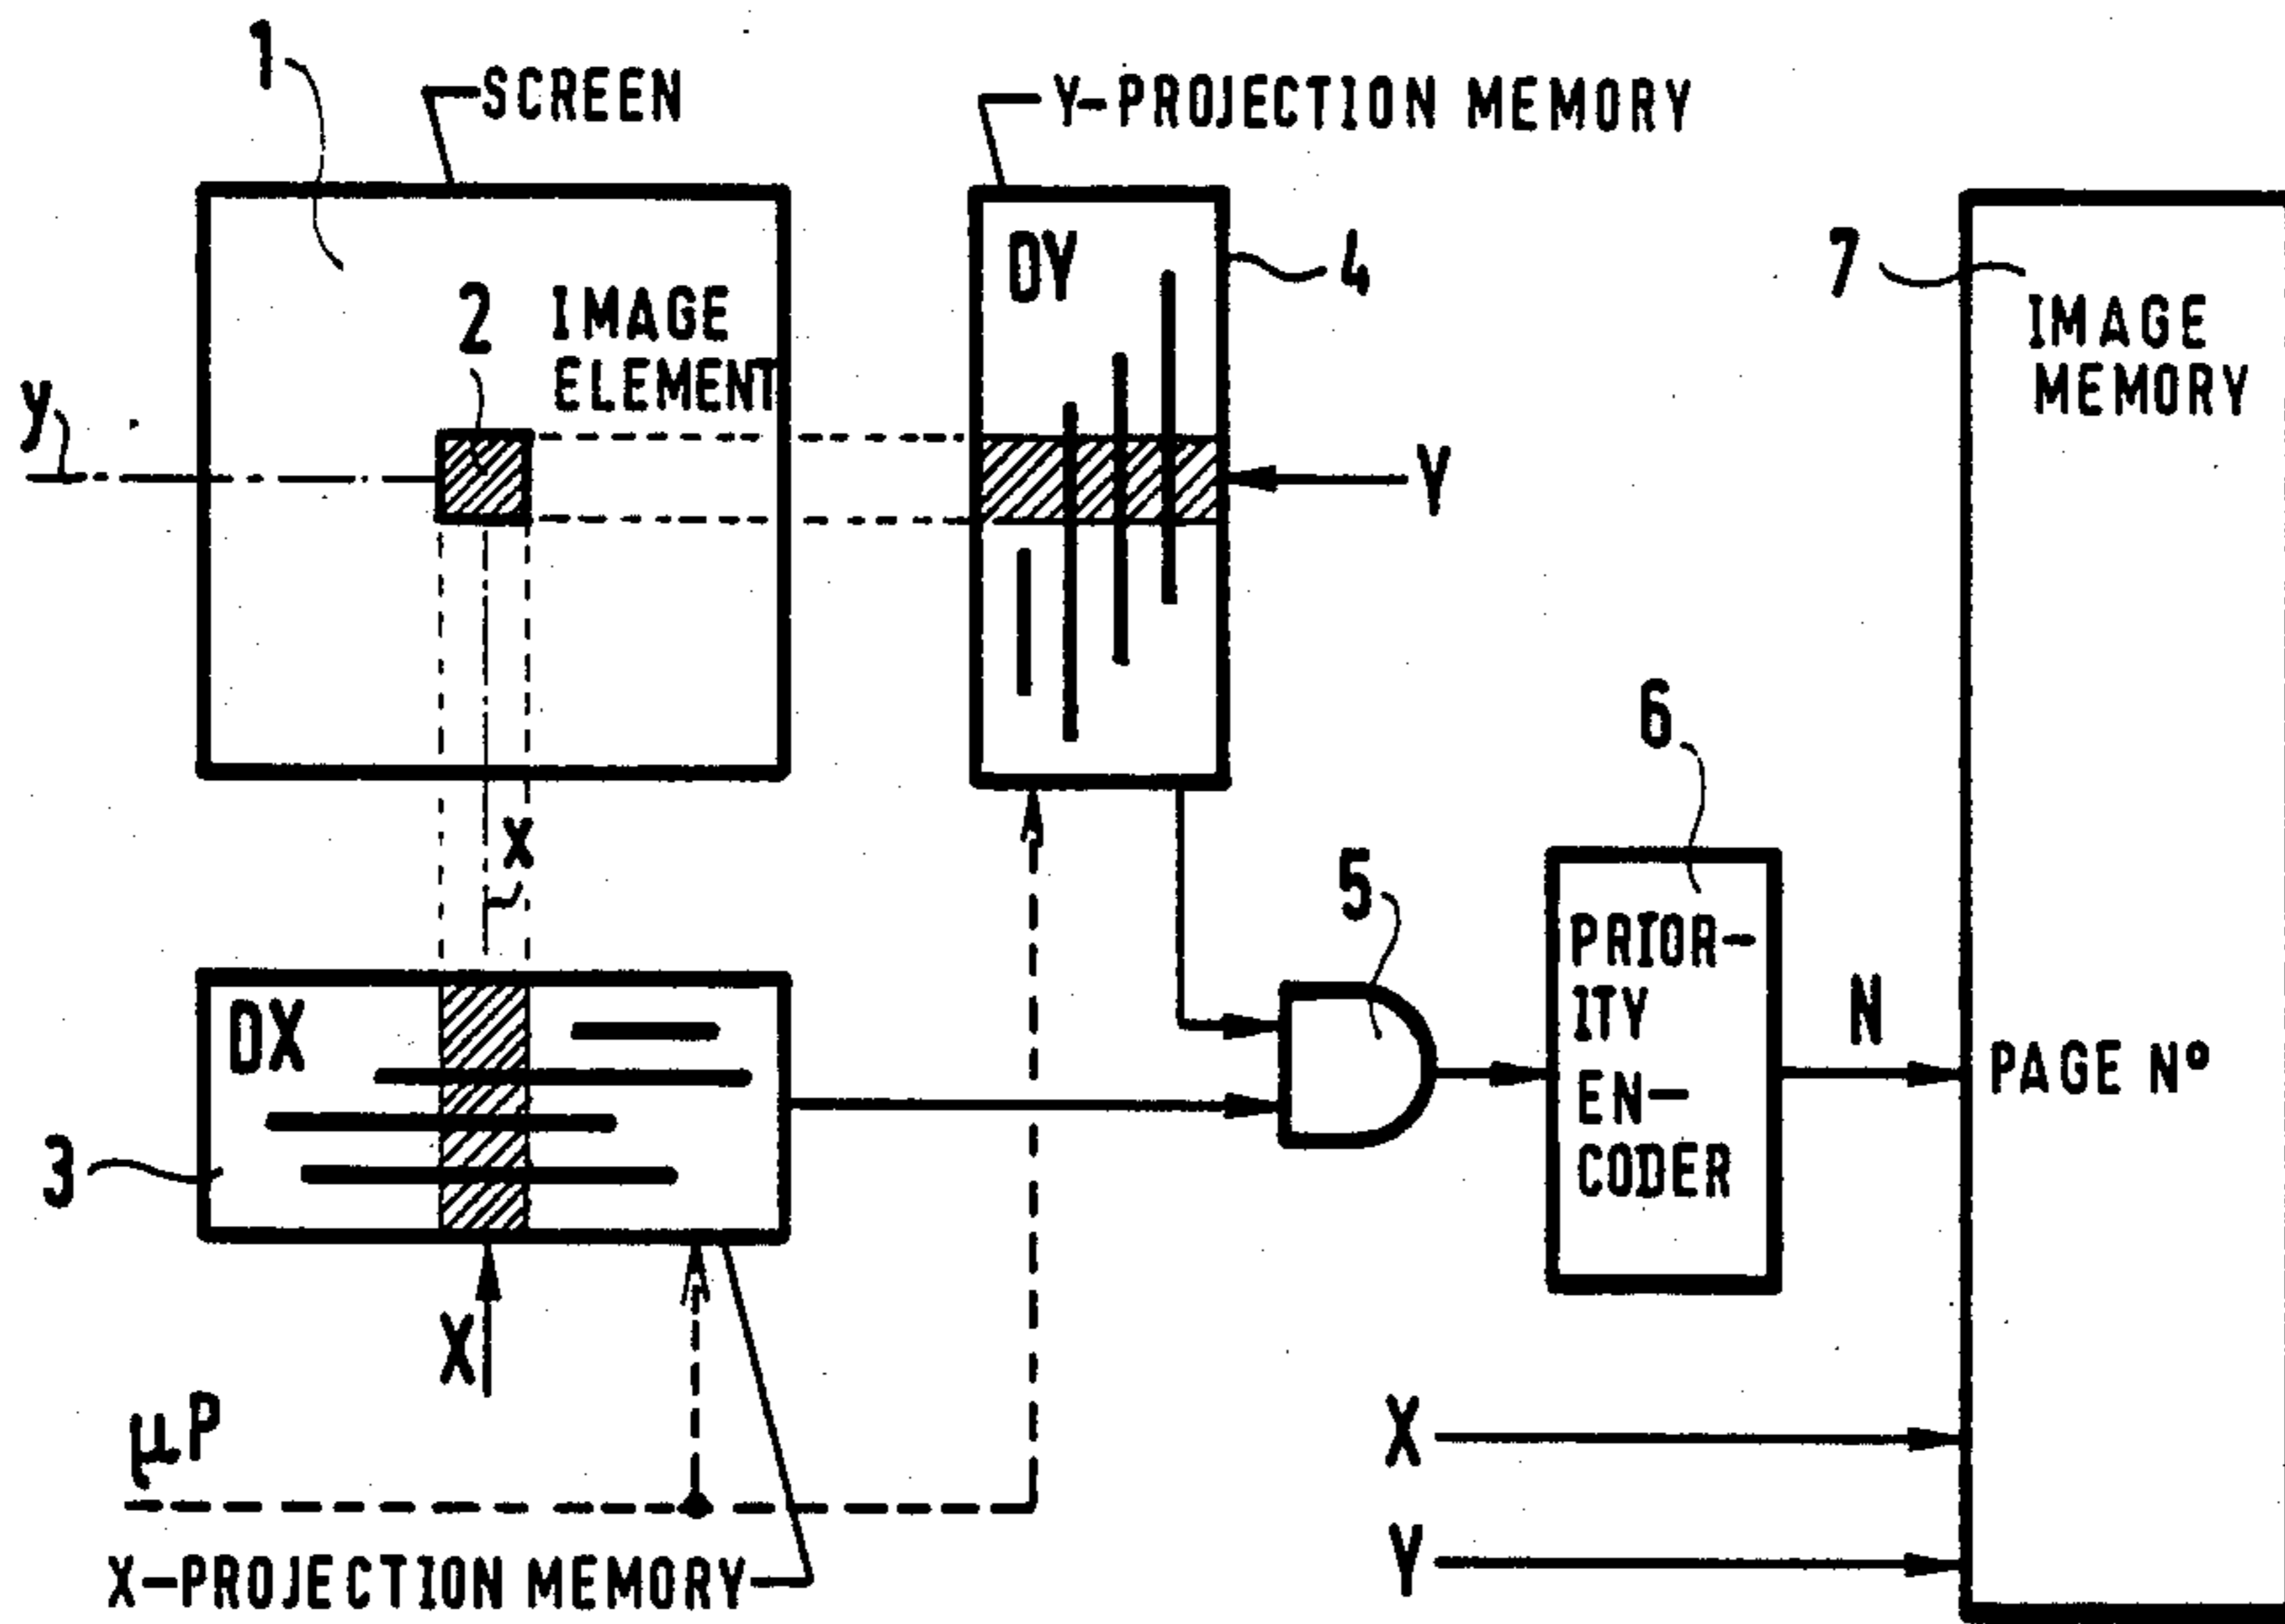 1
SCREEN
Y-PROJECTION MEMORY
DY
4
7
2
IMAGE
ELEMENT
IMAGE
MEMORY
y
Y
6
x
5
PRIOR-
ITY
EN-
CODER
N
DX
PAGE Nº
3
X
µP
X
Y
X-PROJECTION MEMORY